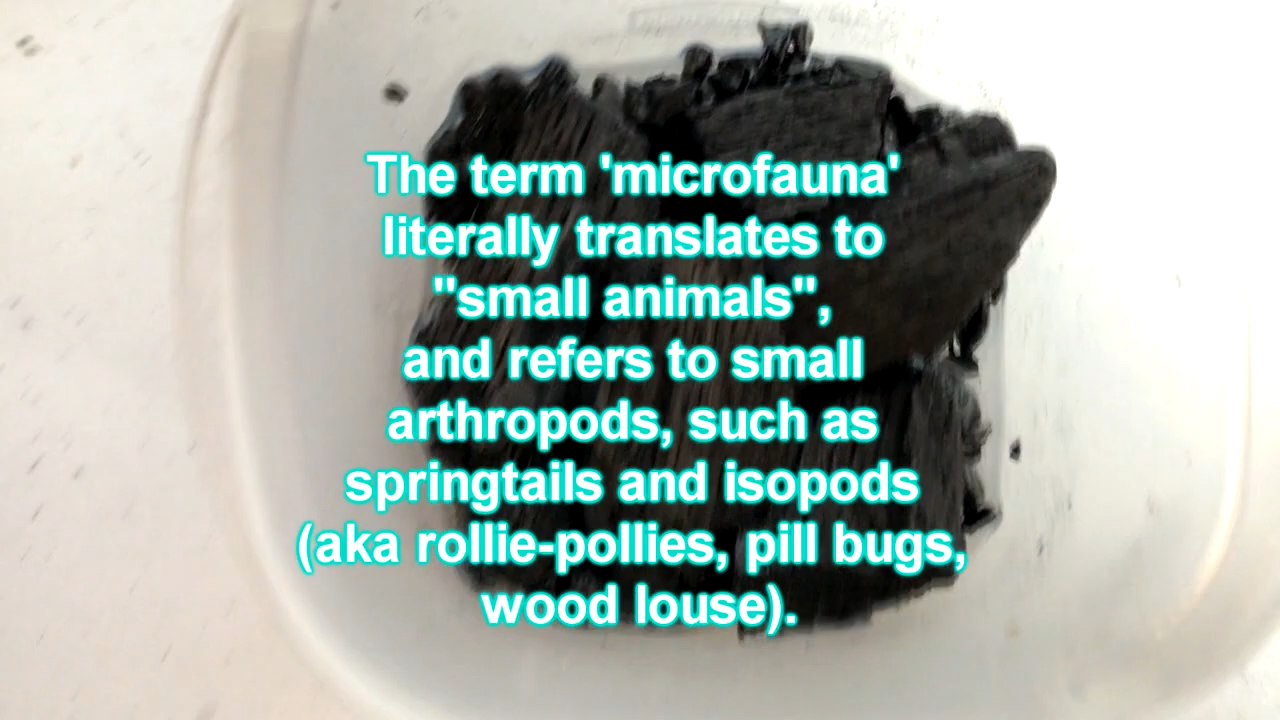 The term 'microfauna'
literally translates to
"small animals",
and refers to small
arthropods, such as
springtails and isopods
(aka rollie-pollies, pill bugs,
wood louse).